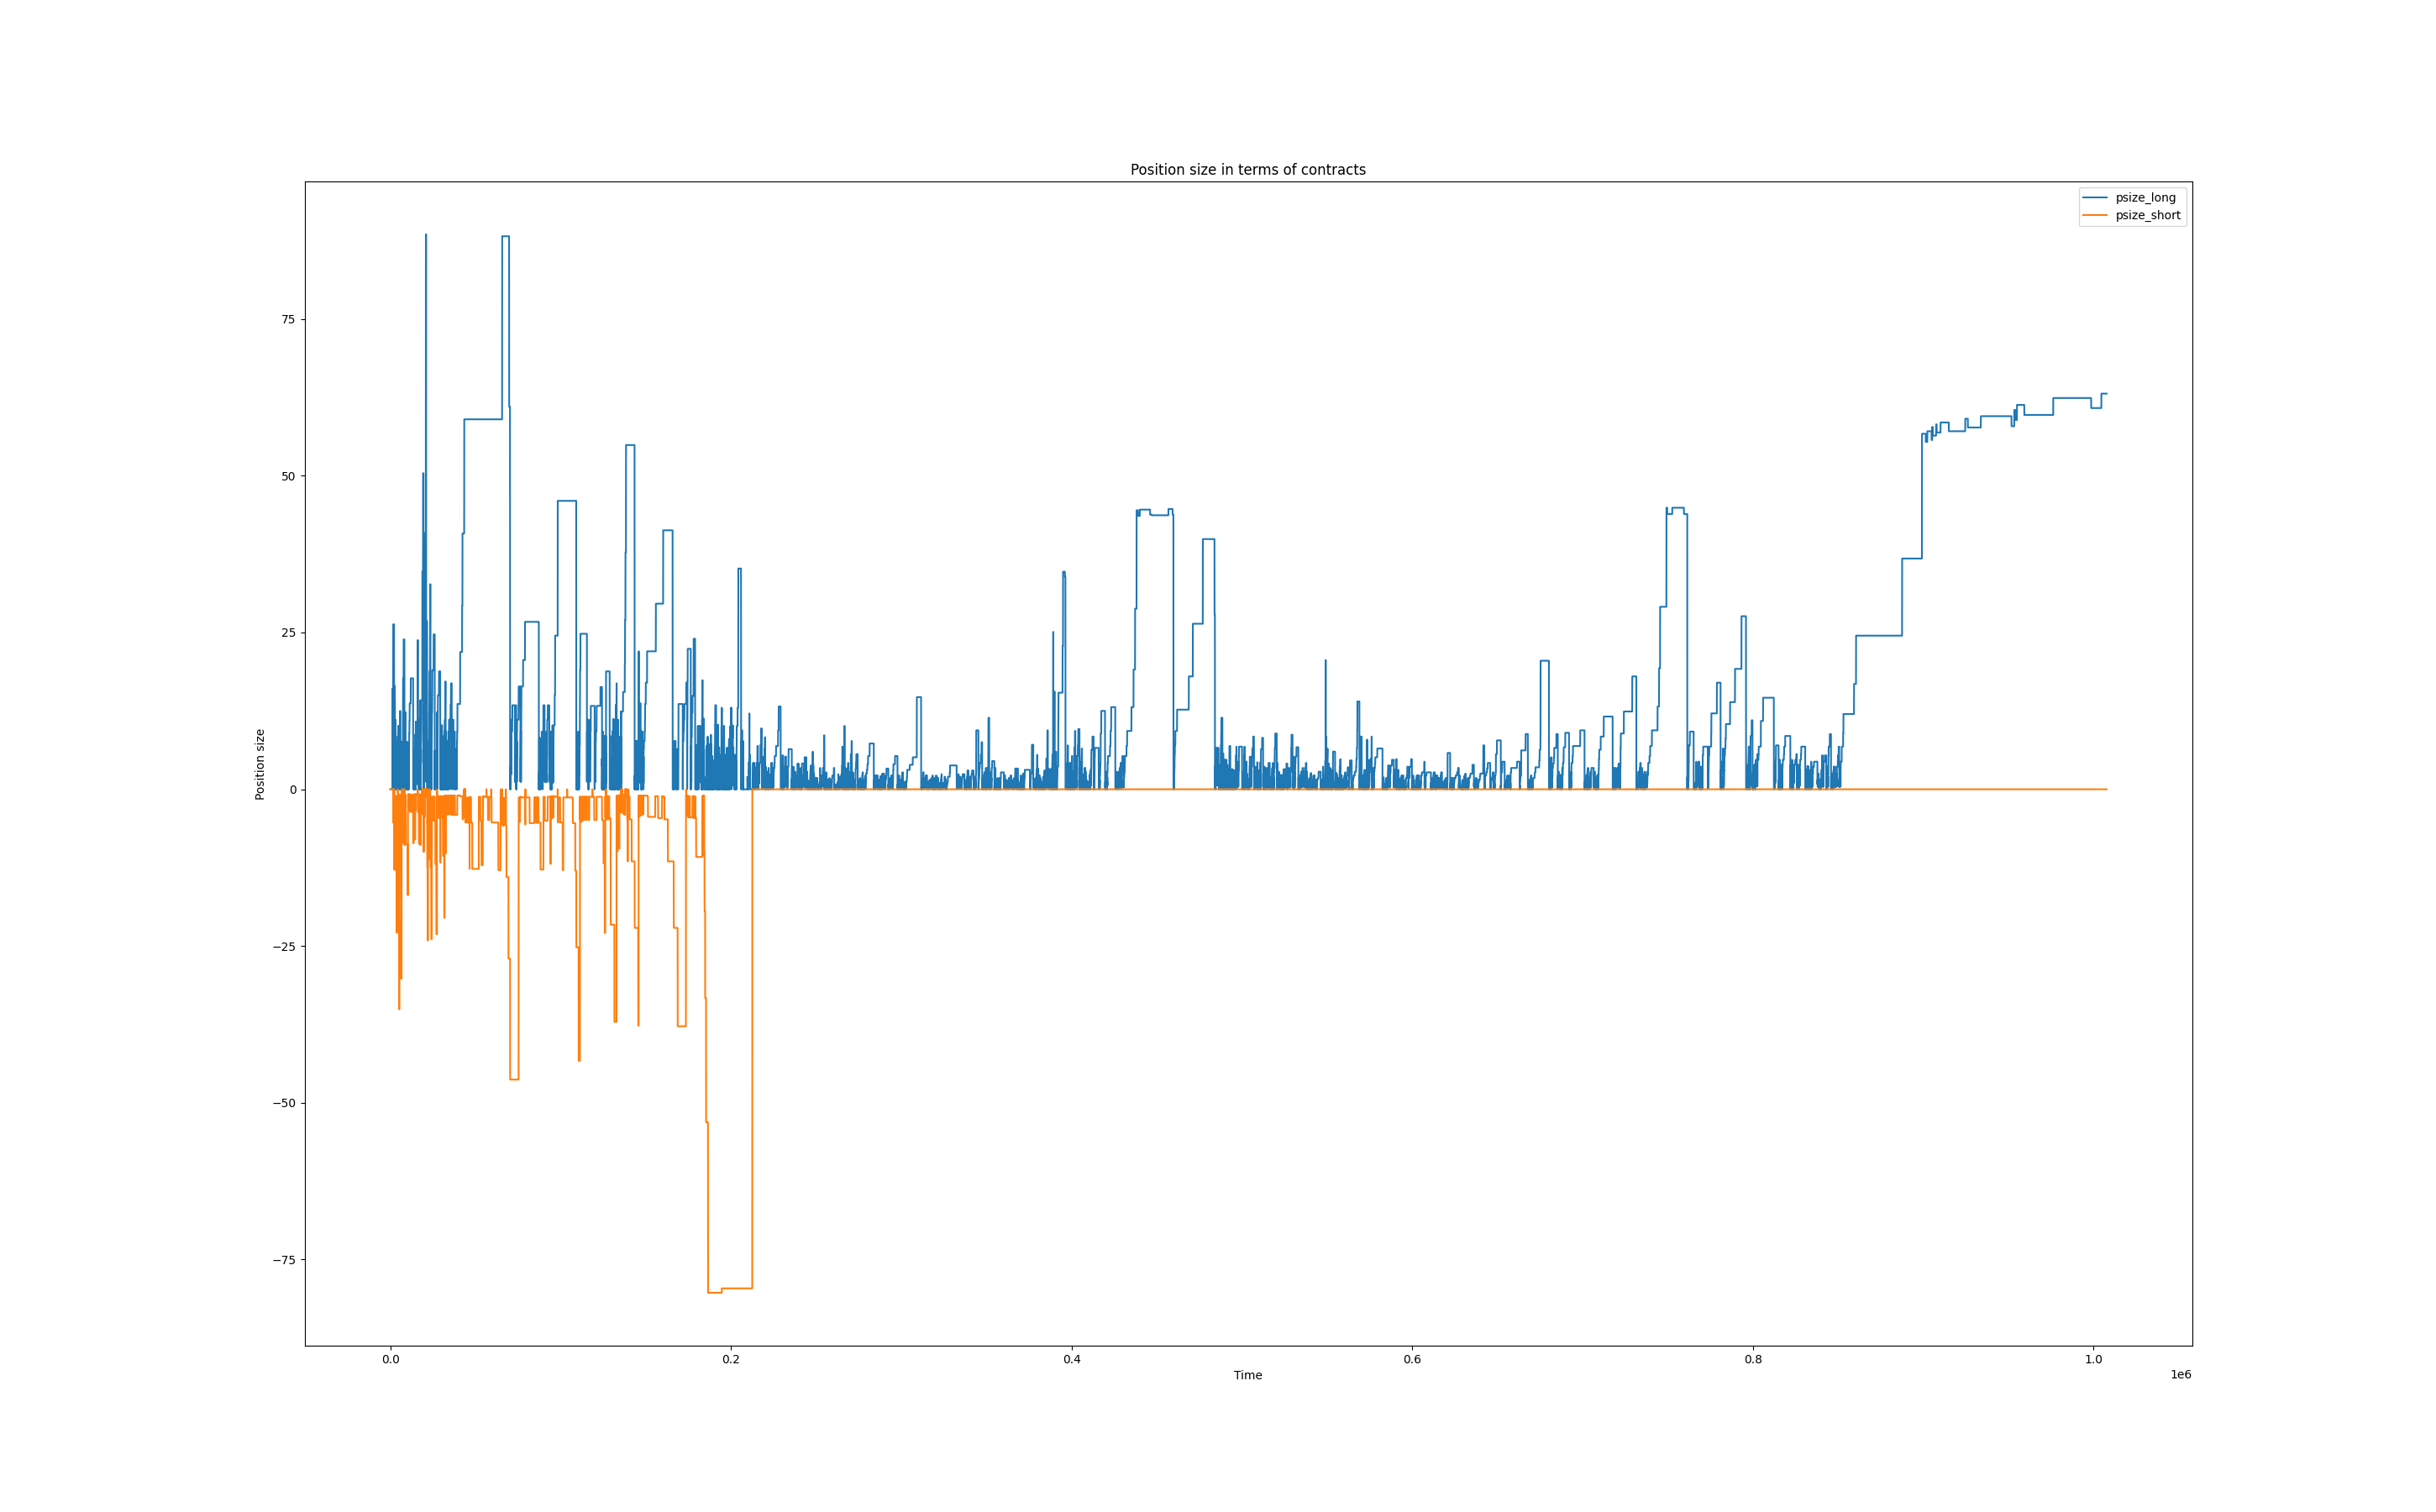 Position size in terms of contracts
psize_long
psize_short
Position size
75
50
25
0
−25
−50
−75
0.0
0.2
0.4
0.6
0.8
1.0
Time
1e6